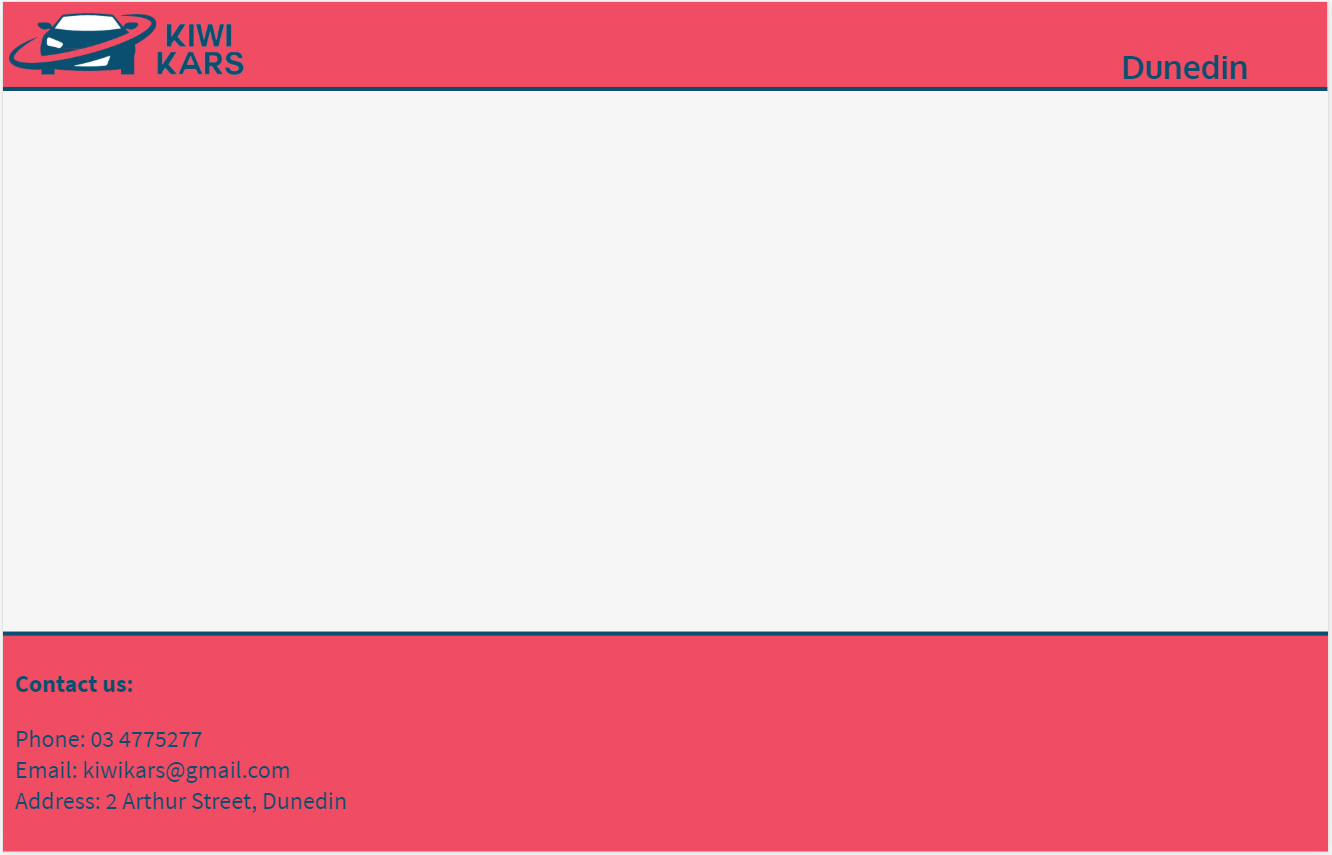 KIWI
KARS
Dunedin
Contact us:
Phone: 03 4775277
Email: kiwikars@gmail.com
Address: 2 Arthur Street, Dunedin